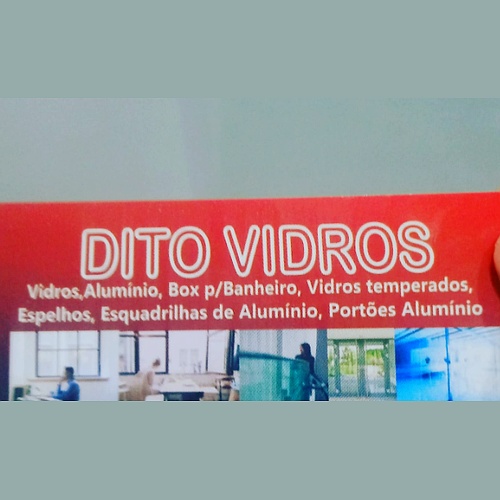 DITO VIDROS
Vidros,Alumínio, Box p/Banheiro, Vidros temperados,
Espelhos, Esquadrilhas de Alumínio, Portões Alumínio